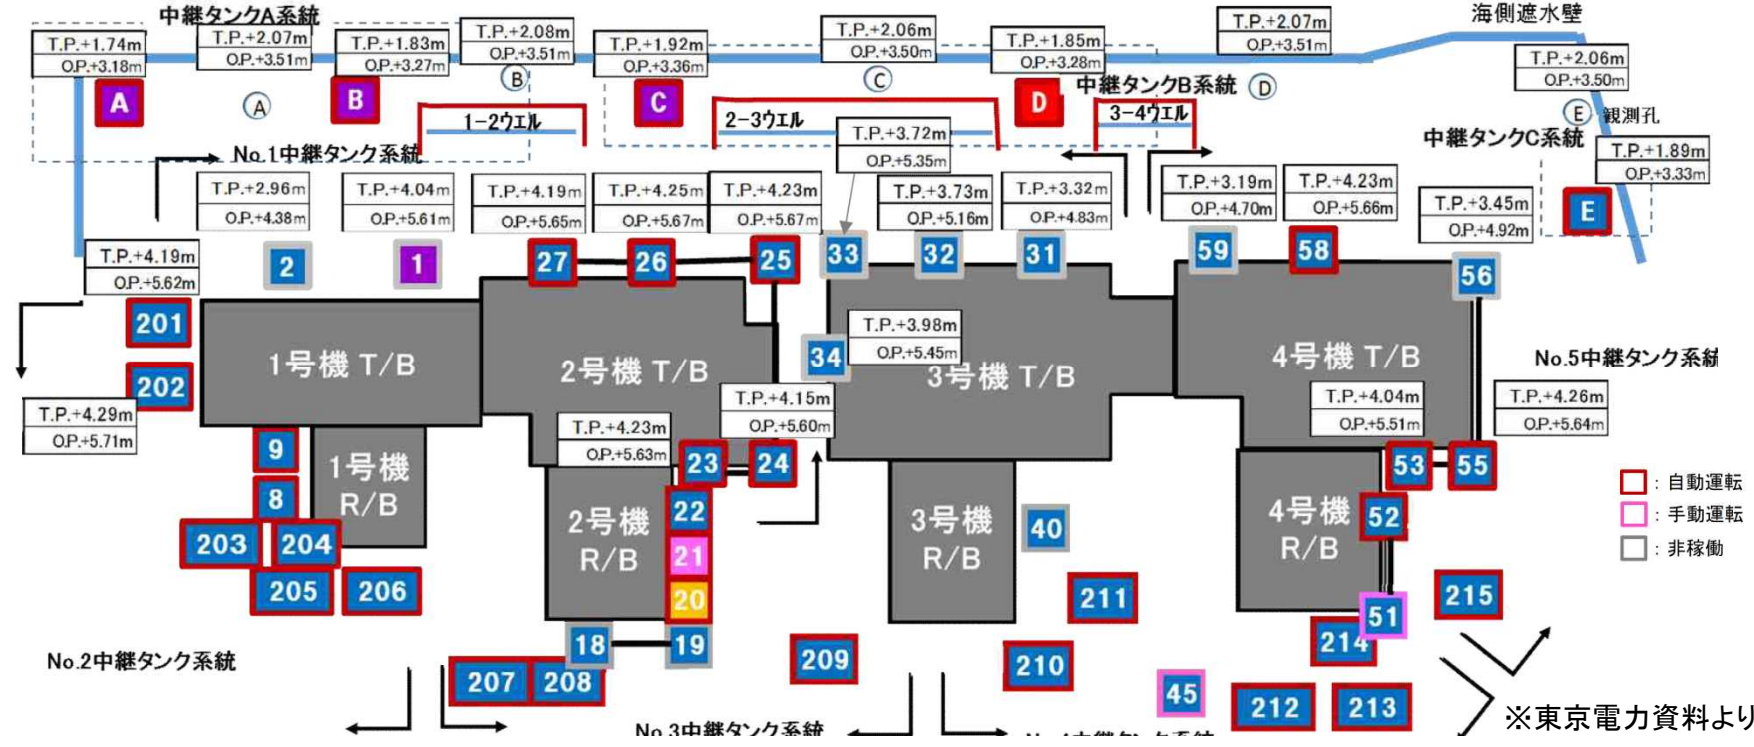 中継タンクA系統
海側遮水壁
T.P.+1.74m
O.P.+3.18m
T.P.+2.07m
O.P.+3.51m
T.P.+1.83m
O.P.+3.27m
T.P.+2.08m
O.P.+3.51m
T.P.+1.92m
O.P.+3.36m
T.P.+2.06m
O.P.+3.50m
T.P.+1.85m
O.P.+3.28m
T.P.+2.07m
O.P.+3.51m
T.P.+2.06m
O.P.+3.50m
A
A
B
B
C
C
D
中継タンクB系統
D
E
観測孔
1-2ウエル
2-3ウエル
3-4ウエル
中継タンクC系統
T.P.+1.89m
O.P.+3.33m
E
No.1中継タンク系統
T.P.+3.72m
O.P.+5.35m
T.P.+2.96m
O.P.+4.38m
T.P.+4.04m
O.P.+5.61m
T.P.+4.19m
O.P.+5.65m
T.P.+4.25m
O.P.+5.67m
T.P.+4.23m
O.P.+5.67m
T.P.+3.73m
O.P.+5.16m
T.P.+3.32m
O.P.+4.83m
T.P.+3.19m
O.P.+4.70m
T.P.+4.23m
O.P.+5.66m
T.P.+3.45m
O.P.+4.92m
T.P.+4.19m
O.P.+5.62m
2
1
27
26
25
33
32
31
59
58
56
201
202
1号機 T/B
2号機 T/B
34
T.P.+3.98m
O.P.+5.45m
3号機 T/B
4号機 T/B
No.5中継タンク系統
T.P.+4.29m
O.P.+5.71m
T.P.+4.23m
O.P.+5.63m
T.P.+4.15m
O.P.+5.60m
T.P.+4.04m
O.P.+5.51m
T.P.+4.26m
O.P.+5.64m
9
8
1号機
R/B
23
24
53
55
22
21
20
2号機
R/B
3号機
R/B
40
4号機
R/B
52
51
:自動運転
:手動運転
:非稼働
203
204
205
206
211
215
18
19
209
210
214
No.2中継タンク系統
207
208
45
212
213
No.3中継タンク系統
No.4中継タンク系統
※東京電力資料より